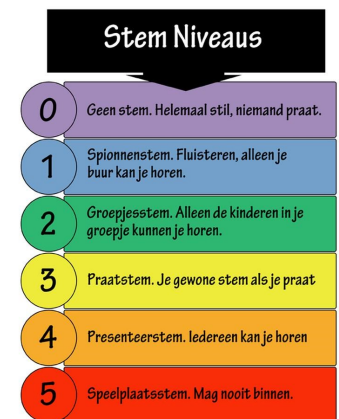 Stem Niveaus
0
Geen stem. Helemaal stil, niemand praat.
1
Spionnenstem. Fluisteren, alleen je
buur kan je horen.
2
Groepjesstem. Alleen de kinderen in je
groepje kunnen je horen.
3
Praatstem. Je gewone stem als je praat
4
Presenteerstem. Iedereen kan je horen
5
Speelplaatsstem. Mag nooit binnen.